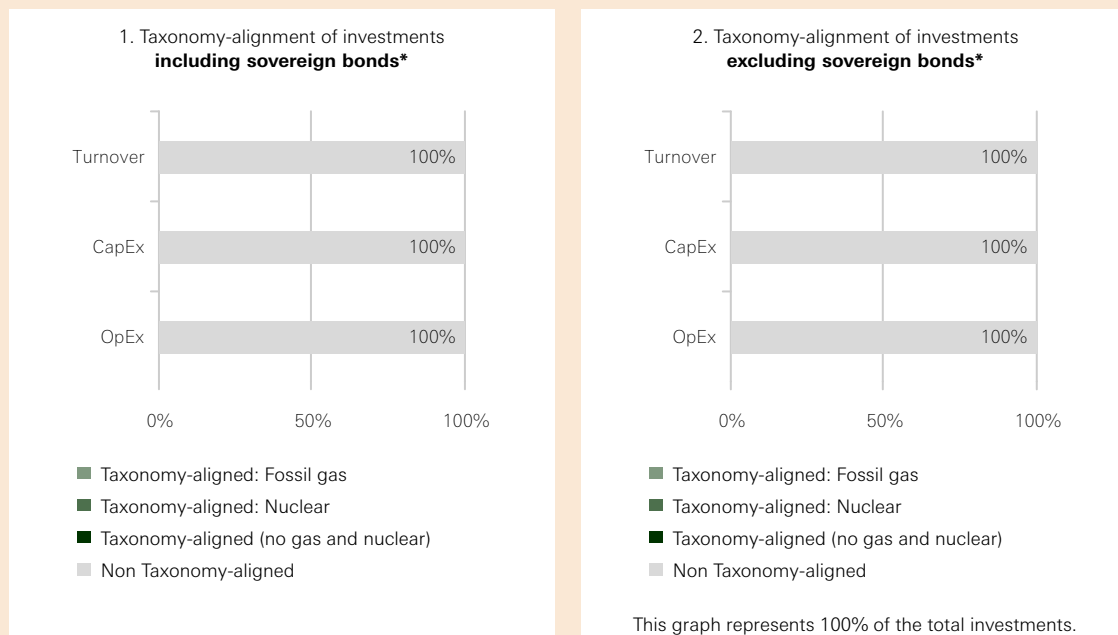 1. Taxonomy-alignment of investments
including sovereign bonds*
Turnover
100%
CapEx
100%
OpEx
100%
0%
50%
100%
Taxonomy-aligned: Fossil gas
Taxonomy-aligned: Nuclear
Taxonomy-aligned (no gas and nuclear)
Non Taxonomy-aligned
2. Taxonomy-alignment of investments
excluding sovereign bonds*
Turnover
100%
CapEx
100%
OpEx
100%
0%
50%
100%
Taxonomy-aligned: Fossil gas
Taxonomy-aligned: Nuclear
Taxonomy-aligned (no gas and nuclear)
Non Taxonomy-aligned
This graph represents 100% of the total investments.